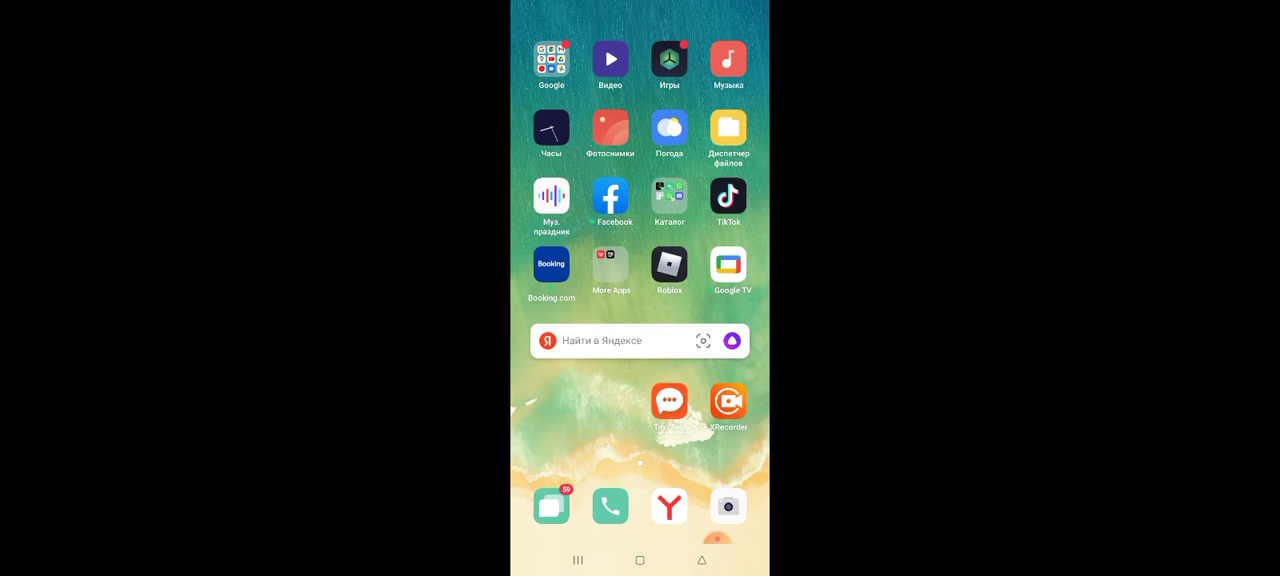 Google
Видео
Игры
Музыка
Часы
Фотоснимки
Погода
Диспетчер
файлов
Муз.
праздник
Facebook
Каталог
TikTok
Booking
Booking.com
More Apps
Roblox
Google TV
Я
Найти в Яндексе
XRecorder
59